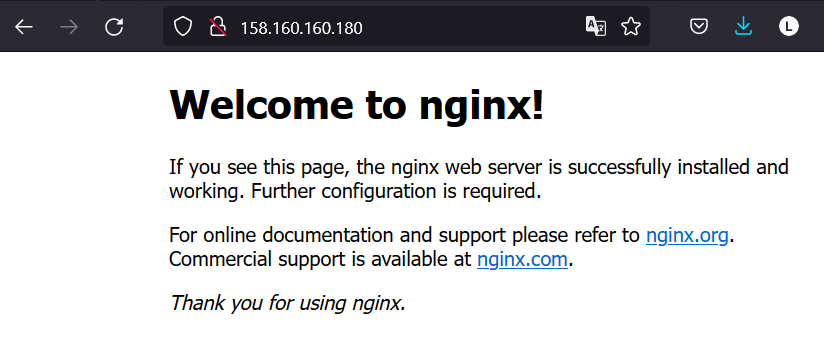 158.160.160.180
L
Welcome to nginx!
If you see this page, the nginx web server is successfully installed and
working. Further configuration is required.
For online documentation and support please refer to nginx.org.
Commercial support is available at nginx.com.
Thank you for using nginx.